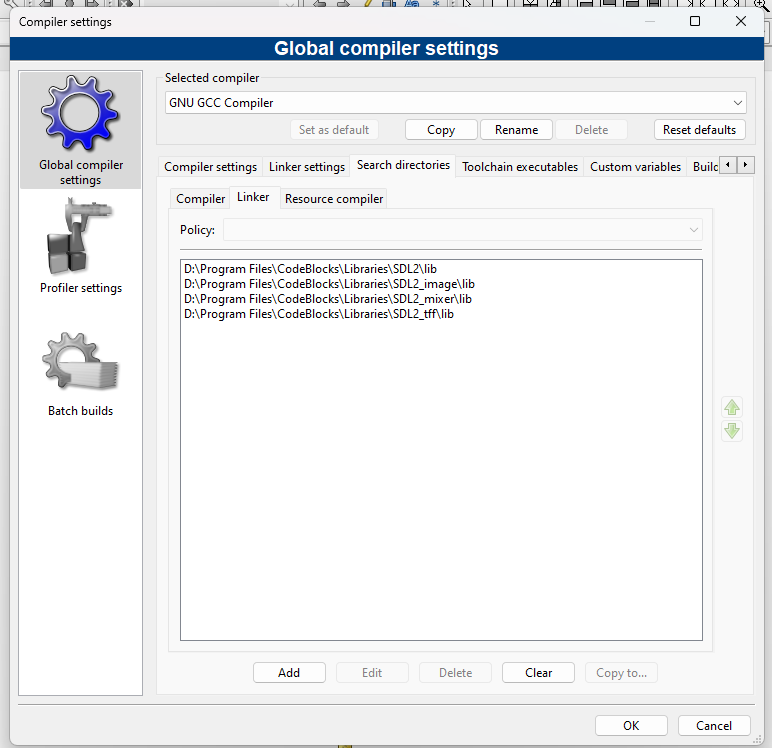 Compiler settings
Global compiler settings
Global compiler
settings
Profiler settings
Batch builds
Selected compiler
GNU GCC Compiler
Set as default
Copy
Rename
Delete
Reset defaults
Compiler settings
Linker settings
Search directories
Toolchain executables
Custom variables
Build
Compiler
Linker
Resource compiler
Policy:
D:\Program Files\CodeBlocks\Libraries\SDL2\lib
D:\Program Files\CodeBlocks\Libraries\SDL2_image\lib
D:\Program Files\CodeBlocks\Libraries\SDL2_mixer\lib
D:\Program Files\CodeBlocks\Libraries\SDL2_tff\lib
Add
Edit
Delete
Clear
Copy to...
OK
Cancel